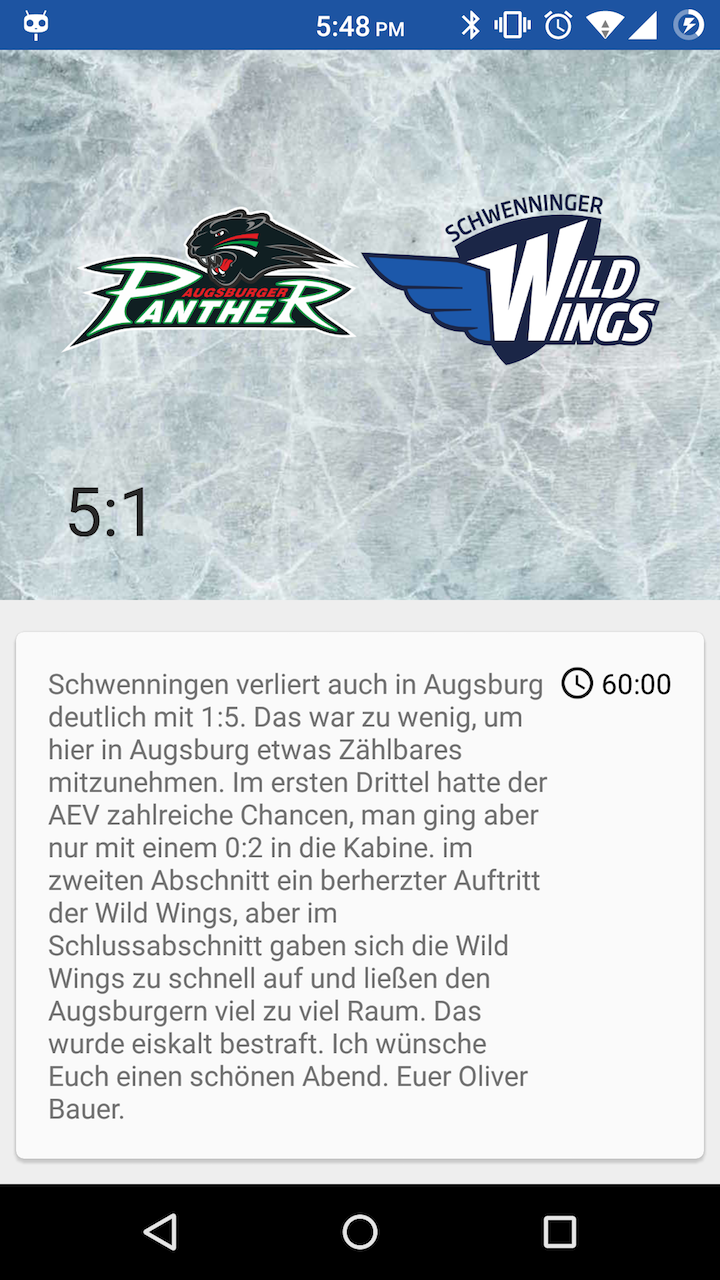 5:48 PM
SCHWENNINGER
AUGSBURGER
PANTHER
WILD
WINGS
5:1
Schwenningen verliert auch in Augsburg
60:00
deutlich mit 1:5. Das war zu wenig, um
hier in Augsburg etwas Zählbares
mitzunehmen. Im ersten Drittel hatte der
AEV zahlreiche Chancen, man ging aber
nur mit einem 0:2 in die Kabine. im
zweiten Abschnitt ein berherzter Auftritt
der Wild Wings, aber im
Schlussabschnitt gaben sich die Wild
Wings zu schnell auf und ließen den
Augsburgern viel zu viel Raum. Das
wurde eiskalt bestraft. Ich wünsche
Euch einen schönen Abend. Euer Oliver
Bauer.